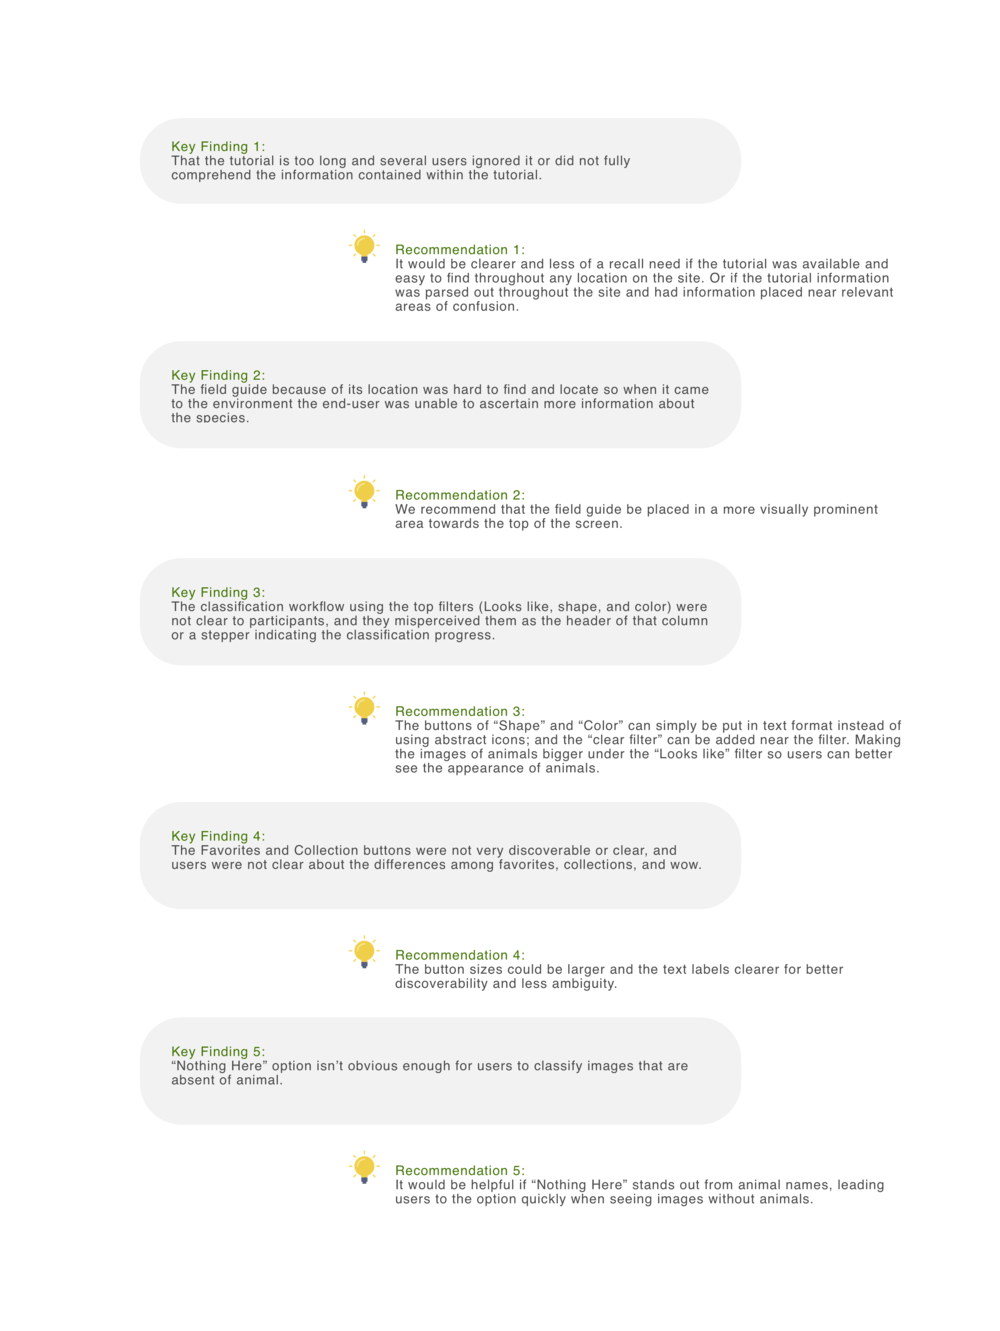 Key Finding 1:
That the tutorial is too long and several users ignored it or did not fully
comprehend the information contained within the tutorial.
Recommendation 1:
It would be clearer and less of a recall need if the tutorial was available and
easy to find throughout any location on the site. Or if the tutorial information
was parsed out throughout the site and had information placed near relevant
areas of confusion.
Key Finding 2:
The field guide because of its location was hard to find and locate so when it came
to the environment the end-user was unable to ascertain more information about
the species.
Recommendation 2:
We recommend that the field guide be placed in a more visually prominent
area towards the top of the screen.
Key Finding 3:
The classification workflow using the top filters (Looks like, shape, and color) were
not clear to participants, and they misperceived them as the header of that column
or a stepper indicating the classification progress.
Recommendation 3:
The buttons of “Shape” and “Color” can simply be put in text format instead of
using abstract icons; and the “clear filter” can be added near the filter. Making
the images of animals bigger under the “Looks like” filter so users can better
see the appearance of animals.
Key Finding 4:
The Favorites and Collection buttons were not very discoverable or clear, and
users were not clear about the differences among favorites, collections, and wow.
Recommendation 4:
The button sizes could be larger and the text labels clearer for better
discoverability and less ambiguity.
Key Finding 5:
“Nothing Here” option isn’t obvious enough for users to classify images that are
absent of animal.
Recommendation 5:
It would be helpful if “Nothing Here” stands out from animal names, leading
users to the option quickly when seeing images without animals.